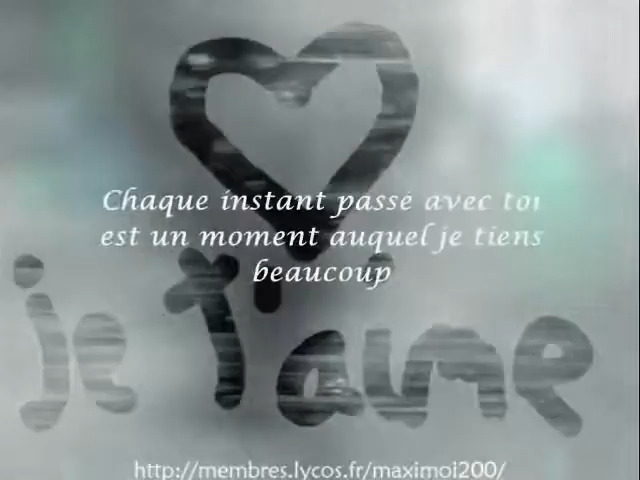 Chaque instant passé avec toi
est un moment auquel je tiens
beaucoup
je t'aime
http://membres.lycos.fr/maximoi200/